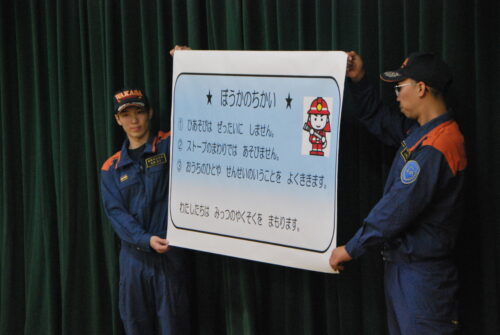 WAKASA
★ ぼうかのちかい ★
① ひあそびは ぜったいに しません。
② ストーブのまわりでは あそびません。
③ おうちのひとや せんせいのいうことを よくききます。
わたしたちは みっつのやくそくを まもります。